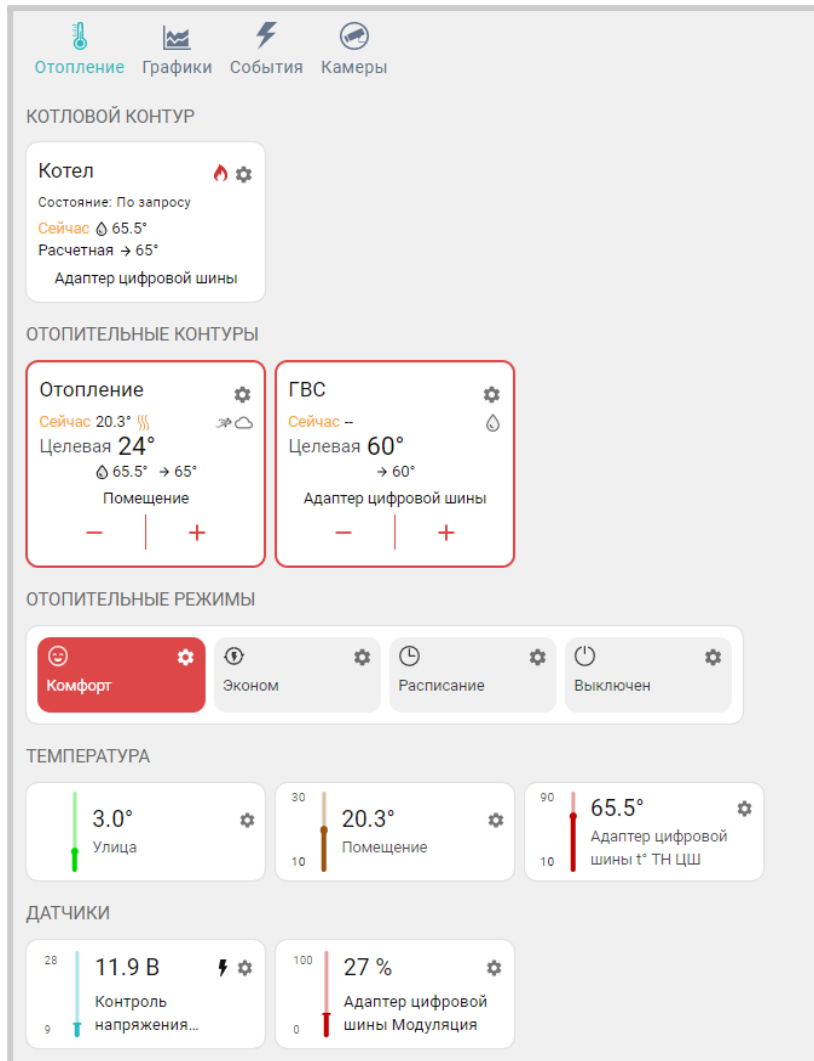 Отопление Графики События Камеры
КОТЛОВОЙ КОНТУР
Котел
Состояние: По запросу
Сейчас 65.5°
Расчетная → 65°
Адаптер цифровой шины
ОТОПИТЕЛЬНЫЕ КОНТУРЫ
Отопление
Сейчас 20.3°
Целевая 24°
65.5° → 65°
Помещение
− +
ГВС
Сейчас --
Целевая 60°
→ 60°
Адаптер цифровой шины
− +
ОТОПИТЕЛЬНЫЕ РЕЖИМЫ
Комфорт
Эконом
Расписание
Выключен
ТЕМПЕРАТУРА
3.0°
Улица
30
10
20.3°
Помещение
90
10
65.5°
Адаптер цифровой
шины t° ТН ЦШ
ДАТЧИКИ
28
9
11.9 В
Контроль
напряжения...
100
0
27 %
Адаптер цифровой
шины Модуляция